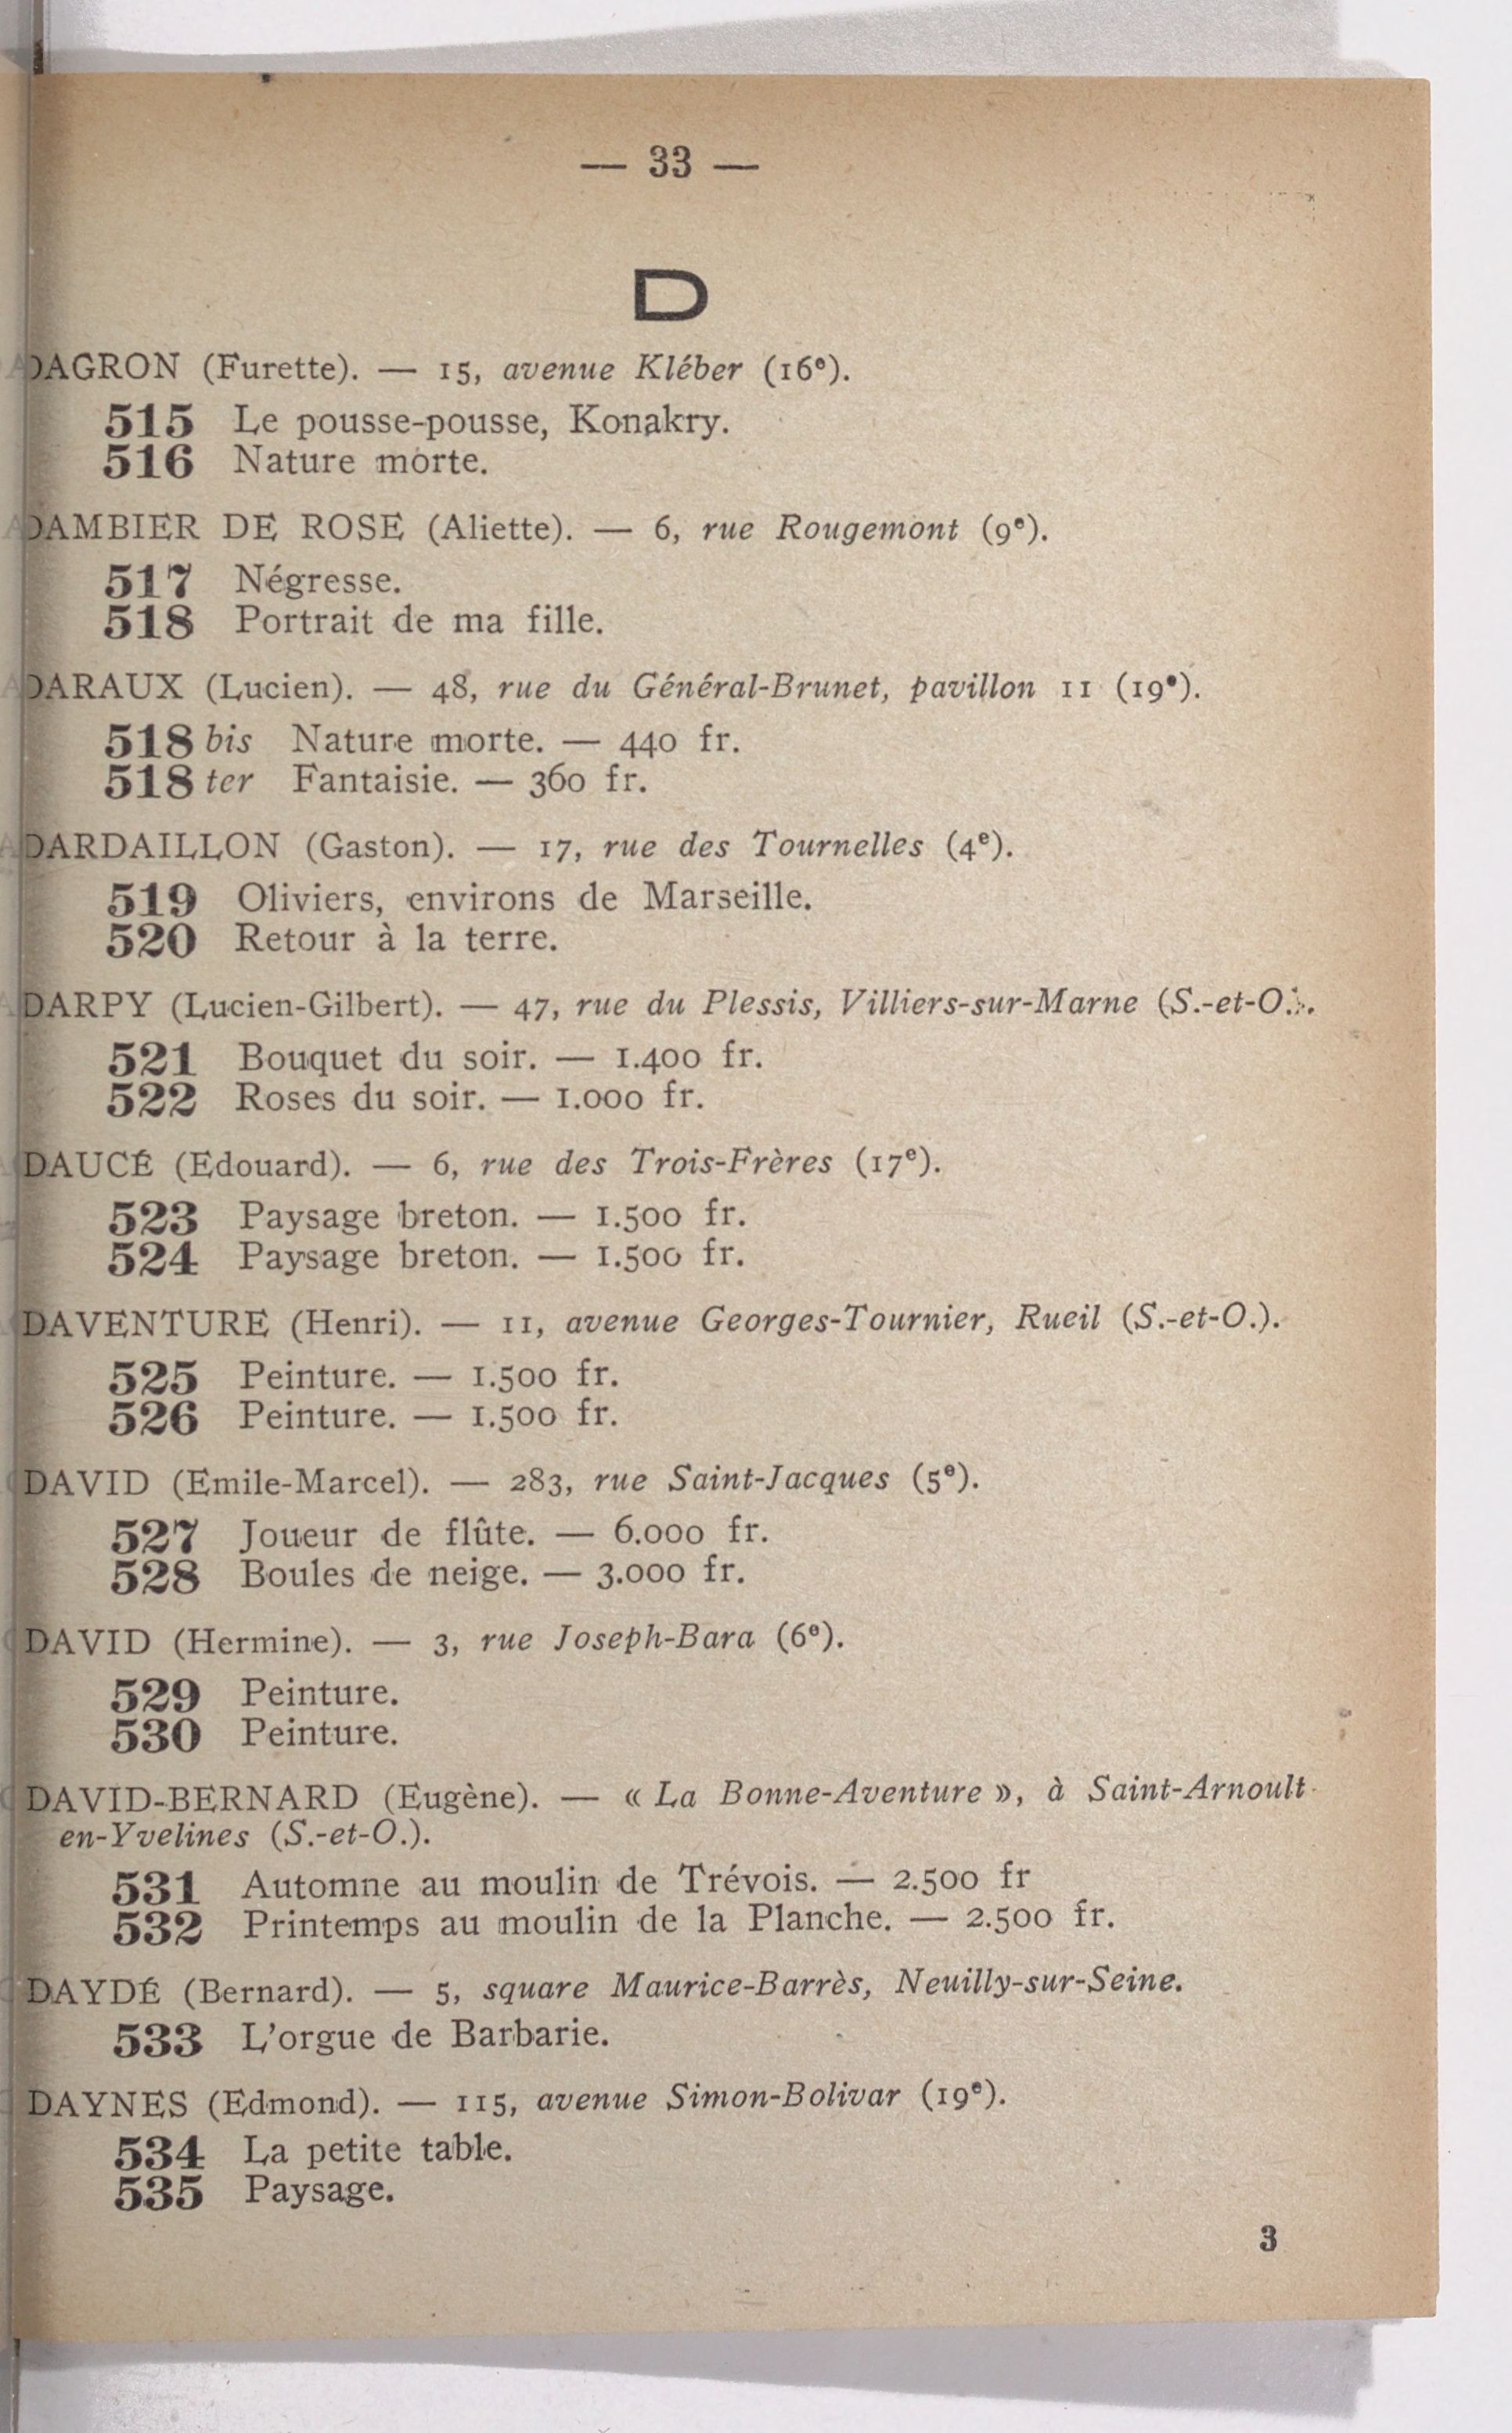 — 33 —
D
DAGRON (Furette). — 15, avenue Kléber (16e).
515 Le pousse-pousse, Konakry.
516 Nature morte.
DAMBIER DE ROSE (Aliette). — 6, rue Rougemont (9e).
517 Négresse.
518 Portrait de ma fille.
DARAUX (Lucien). — 48, rue du Général-Brunet, pavillon 11 (19e).
518 bis Nature morte. — 440 fr.
518 ter Fantaisie. — 360 fr.
DARDAILLON (Gaston). — 17, rue des Tournelles (4e).
519 Oliviers, environs de Marseille.
520 Retour à la terre.
DARPY (Lucien-Gilbert). — 47, rue du Plessis, Villiers-sur-Marne (S.-et-O.).
521 Bouquet du soir. — 1.400 fr.
522 Roses du soir. — 1.000 fr.
DAUCÉ (Edouard). — 6, rue des Trois-Frères (17e).
523 Paysage breton. — 1.500 fr.
524 Paysage breton. — 1.500 fr.
DAVENTURE (Henri). — 11, avenue Georges-Tournier, Rueil (S.-et-O.).
525 Peinture. — 1.500 fr.
526 Peinture. — 1.500 fr.
DAVID (Emile-Marcel). — 283, rue Saint-Jacques (5e).
527 Joueur de flûte. — 6.000 fr.
528 Boules de neige. — 3.000 fr.
DAVID (Hermine). — 3, rue Joseph-Bara (6e).
529 Peinture.
530 Peinture.
DAVID-BERNARD (Eugène). — « La Bonne-Aventure », à Saint-Arnoult-
en-Yvelines (S.-et-O.).
531 Automne au moulin de Trévois. — 2.500 fr
532 Printemps au moulin de la Planche. — 2.500 fr.
DAYDÉ (Bernard). — 5, square Maurice-Barrès, Neuilly-sur-Seine.
533 L'orgue de Barbarie.
DAYNES (Edmond). — 115, avenue Simon-Bolivar (19e).
534 La petite table.
535 Paysage.
3